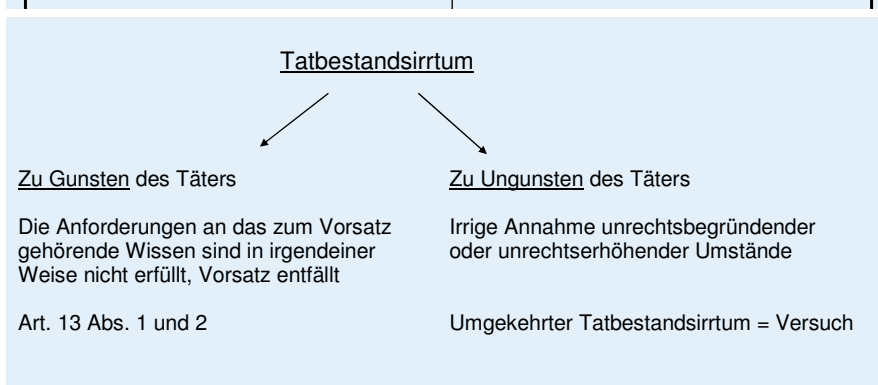 Tatbestandsirrtum
Zu Gunsten des Täters
Die Anforderungen an das zum Vorsatz
gehörende Wissen sind in irgendeiner
Weise nicht erfüllt, Vorsatz entfällt
Art. 13 Abs. 1 und 2
Zu Ungunsten des Täters
Irrige Annahme unrechtsbegründender
oder unrechtserhöhender Umstände
Umgekehrter Tatbestandsirrtum = Versuch